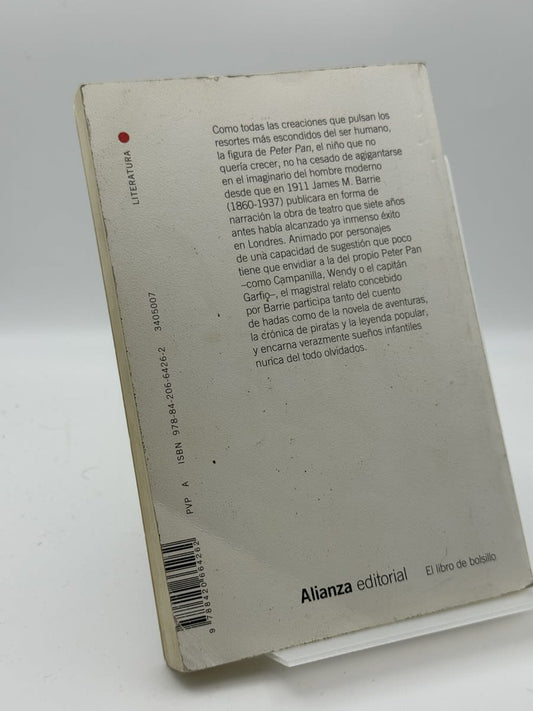 Como todas las creaciones que pulsan los
resortes más escondidos del ser humano,
la figura de Peter Pan, el niño que no
quería crecer, no ha cesado de agigantarse
en el imaginario del hombre moderno
desde que en 1911 James M. Barrie
(1860-1937) publicara en forma de
narración la obra de teatro que siete años
antes había alcanzado ya inmenso éxito
en Londres. Animado por personajes
de una capacidad de sugestión que poco
tiene que envidiar a la del propio Peter Pan
–como Campanilla, Wendy o el capitán
Garfio–, el magistral relato concebido
por Barrie participa tanto del cuento
de hadas como de la novela de aventuras,
la crónica de piratas y la leyenda popular,
y encarna verazmente sueños infantiles
nunca del todo olvidados.
LITERATURA
PVP A ISBN 978-84-206-6426-2 3405007
9 788420 664262
Alianza editorial El libro de bolsillo